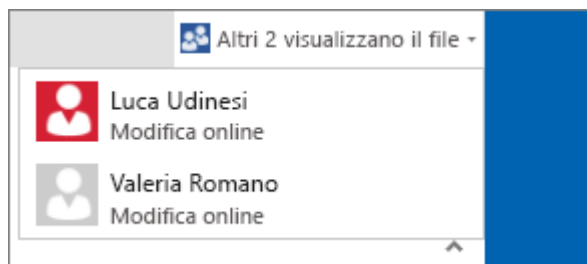 Altri 2 visualizzano il file
Luca Udinesi
Modifica online
Valeria Romano
Modifica online